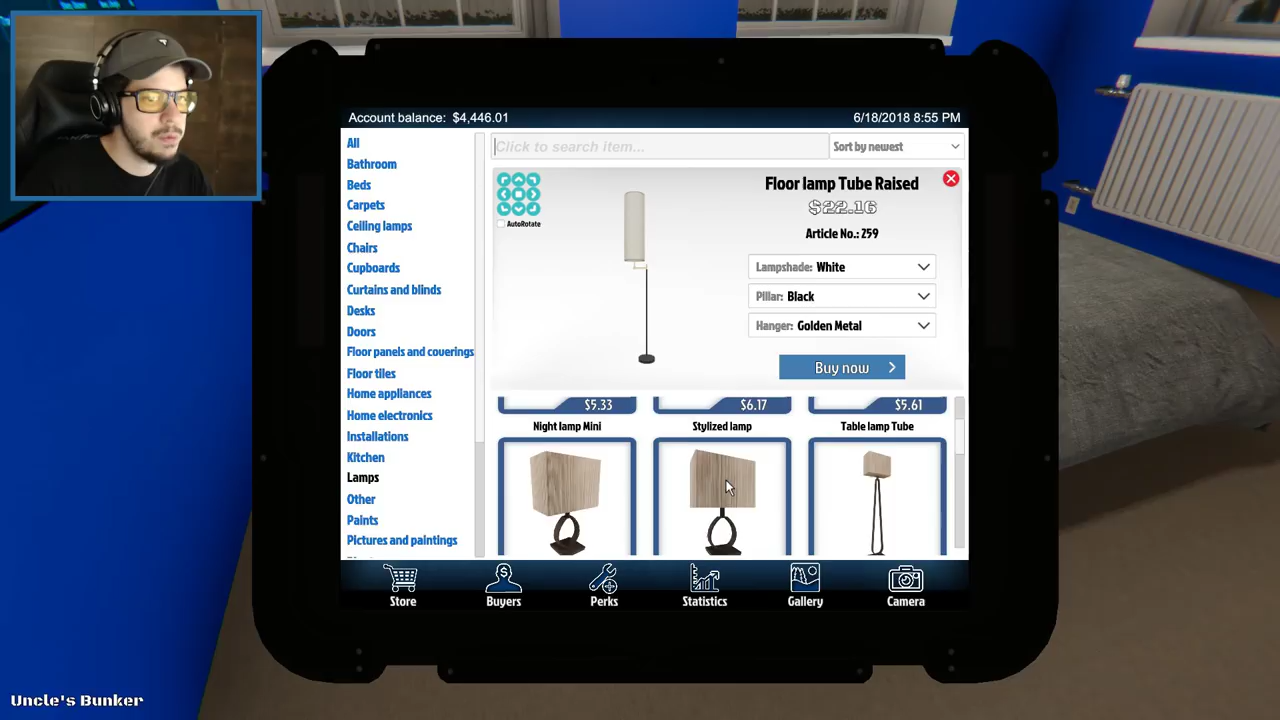 Account balance: $4,446.01
6/18/2018 8:55 PM
All
Bathroom
Beds
Carpets
Ceiling lamps
Chairs
Cupboards
Curtains and blinds
Desks
Doors
Floor panels and coverings
Floor tiles
Home appliances
Home electronics
Installations
Kitchen
Lamps
Other
Paints
Pictures and paintings
Click to search item...
Sort by newest
AutoRotate
Floor lamp Tube Raised
$22.16
Article No.: 259
Lampshade: White
Pillar: Black
Hanger: Golden Metal
Buy now
$5.33
$6.17
$5.61
Night lamp Mini
Stylized lamp
Table lamp Tube
Store
Buyers
Perks
Statistics
Gallery
Camera
Uncle's Bunker